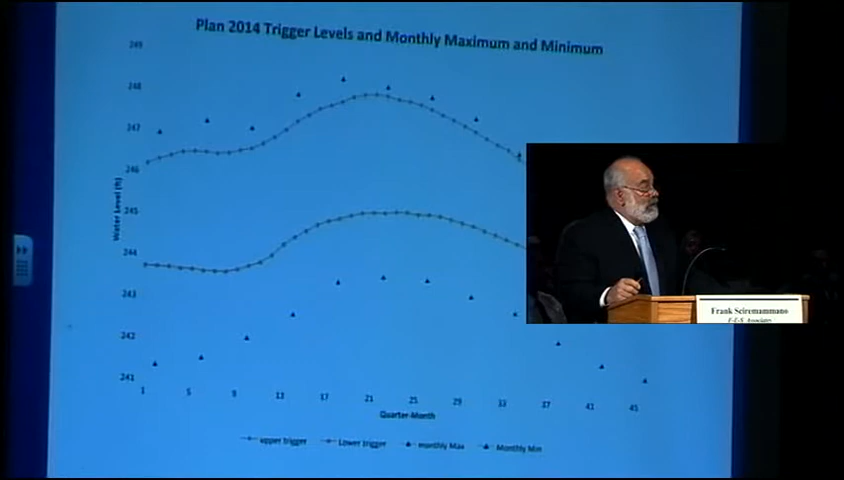 Plan 2014 Trigger Levels and Monthly Maximum and Minimum
249
248
247
246
245
244
243
242
241
Water Level (ft)
1 5 9 13 17 21 25 29 33 37 41 45
Quarter-Month
upper trigger Lower trigger monthly Max Monthly Min
Frank Sciremammano
F-E-S Associates